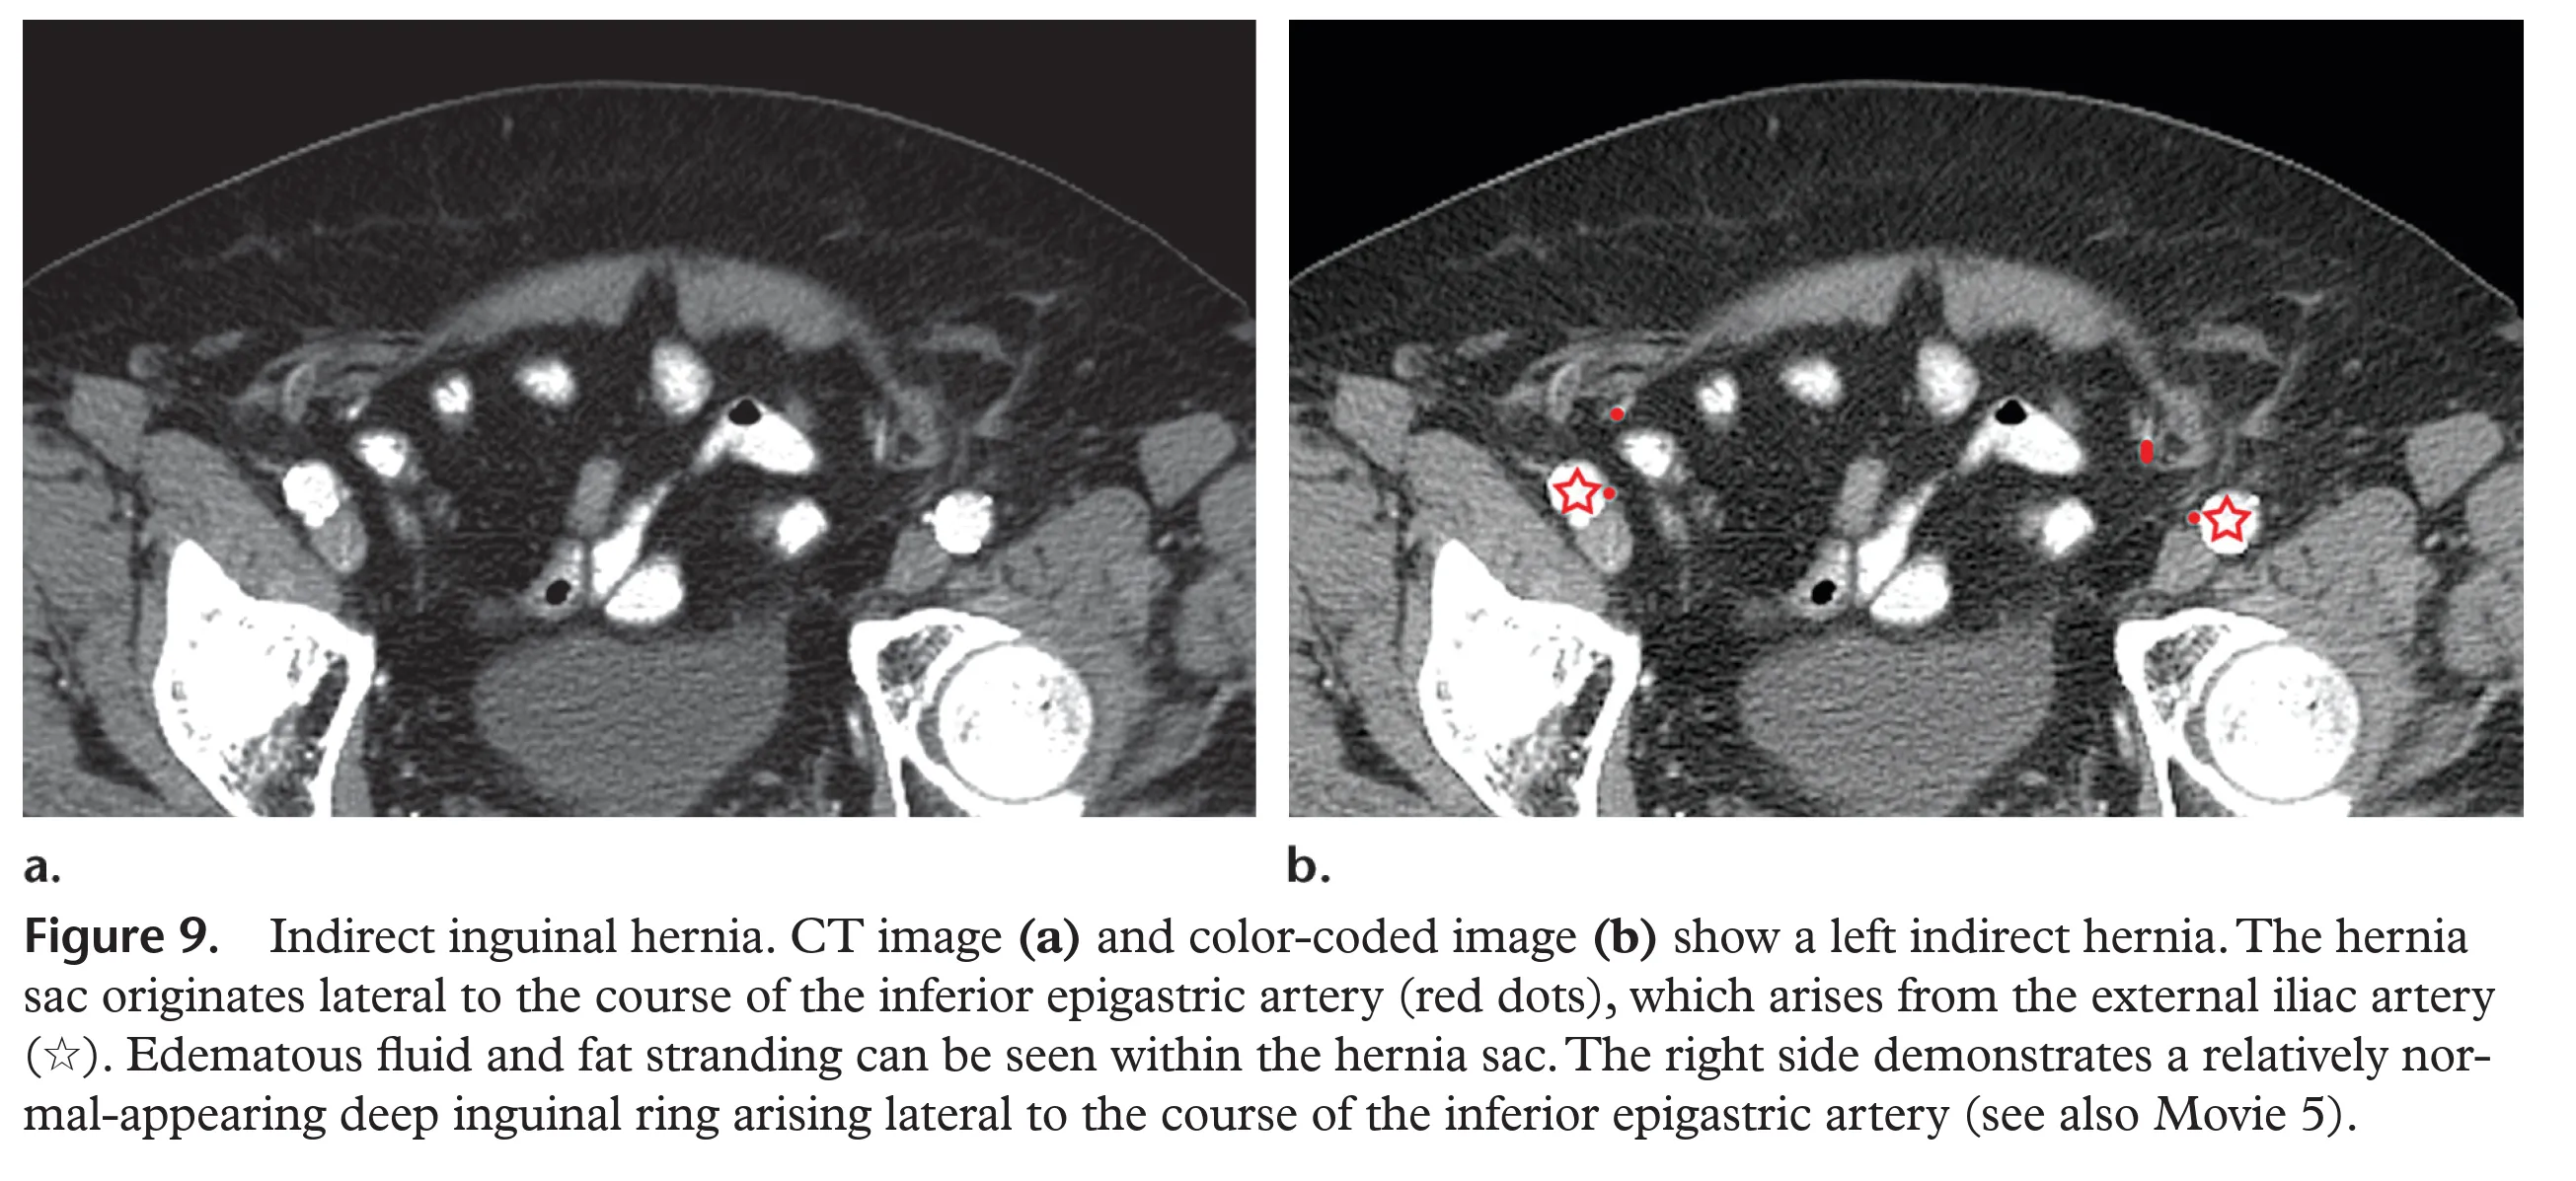 a.
b.
Figure 9. Indirect inguinal hernia. CT image (a) and color-coded image (b) show a left indirect hernia. The hernia
sac originates lateral to the course of the inferior epigastric artery (red dots), which arises from the external iliac artery
(☆). Edematous fluid and fat stranding can be seen within the hernia sac. The right side demonstrates a relatively nor-
mal-appearing deep inguinal ring arising lateral to the course of the inferior epigastric artery (see also Movie 5).